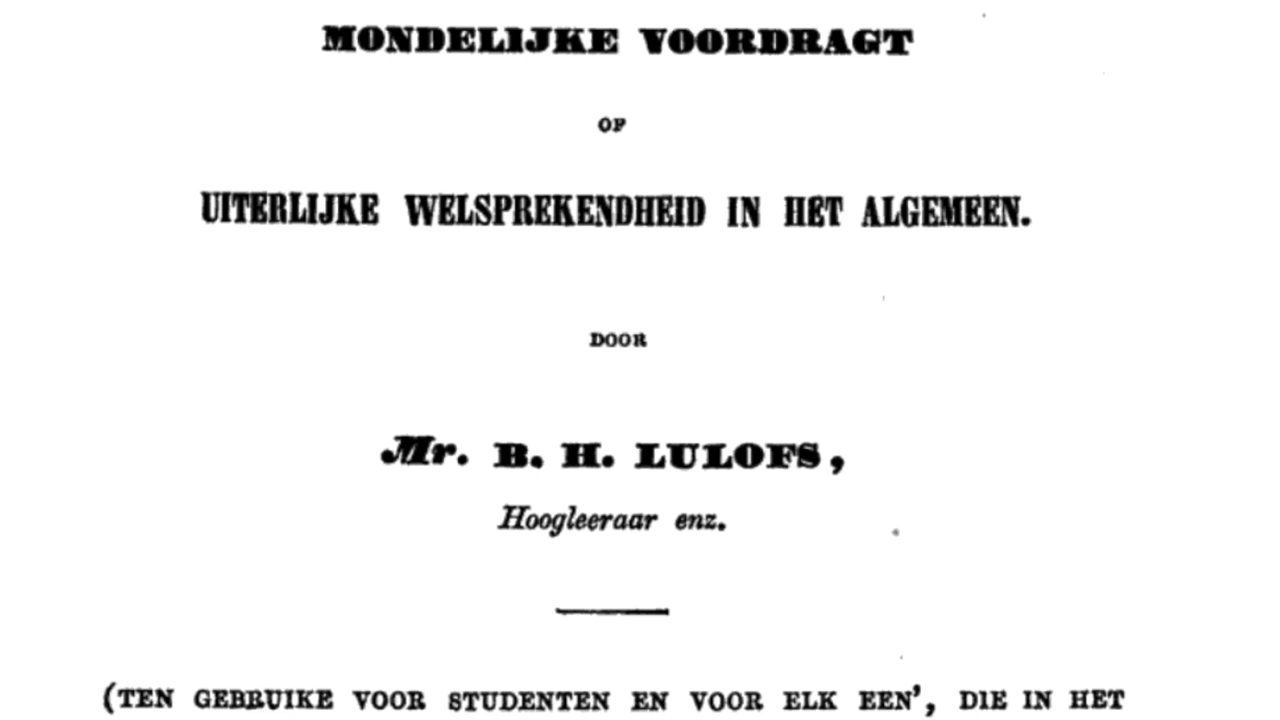 MONDELIJKE VOORDRAGT
OF
UITERLIJKE WELSPREKENDHEID IN HET ALGEMEEN.
DOOR
Mr. B. H. LULOFS,
Hoogleeraar enz.
(TEN GEBRUIKE VOOR STUDENTEN EN VOOR ELK EEN', DIE IN HET